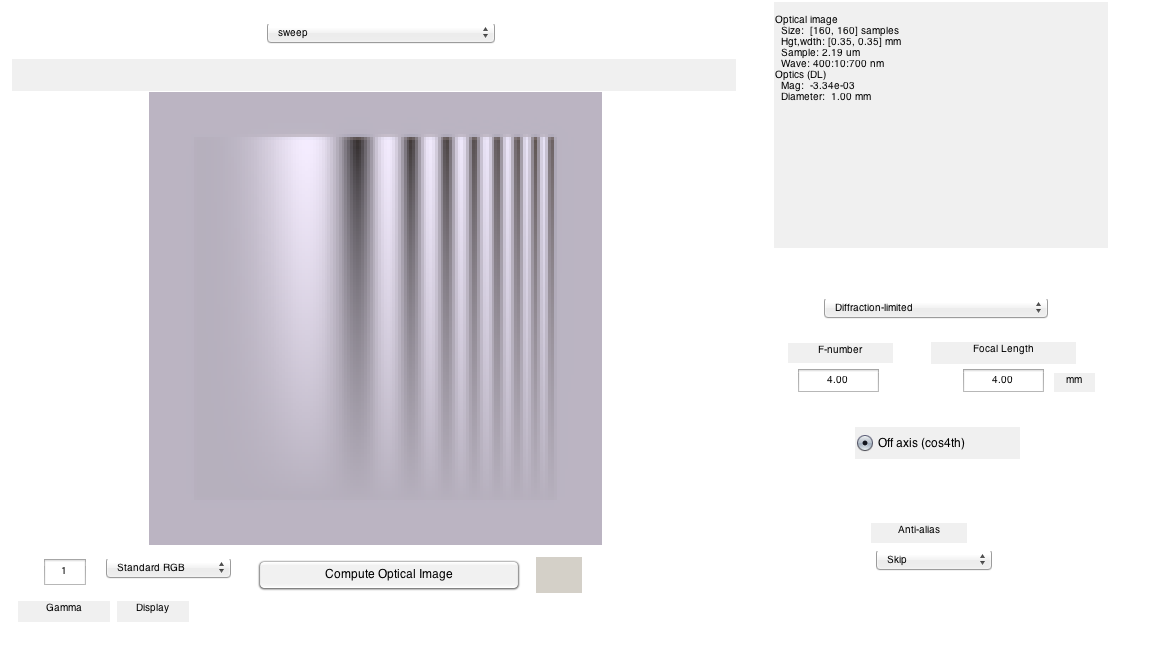 sweep
Optical image
Size: [160, 160] samples
Hgt,wdth: [0.35, 0.35] mm
Sample: 2.19 um
Wave: 400:10:700 nm
Optics (DL)
Mag: -3.34e-03
Diameter: 1.00 mm
Diffraction-limited
F-number Focal Length
4.00 4.00 mm
Off axis (cos4th)
Anti-alias
Skip
1 Standard RGB Compute Optical Image
Gamma Display